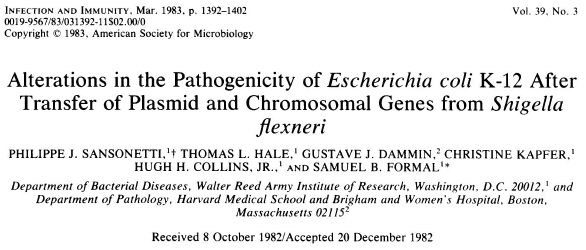 INFECTION AND IMMUNITY, Mar. 1983, p. 1392–1402
Vol. 39, No. 3
0019-9567/83/031392-11$02.00/0
Copyright © 1983, American Society for Microbiology
Alterations in the Pathogenicity of Escherichia coli K-12 After
Transfer of Plasmid and Chromosomal Genes from Shigella
flexneri
PHILIPPE J. SANSONETTI,¹† THOMAS L. HALE,¹ GUSTAVE J. DAMMIN,² CHRISTINE KAPFER,¹
HUGH H. COLLINS, JR.,¹ AND SAMUEL B. FORMAL¹*
Department of Bacterial Diseases, Walter Reed Army Institute of Research, Washington, D.C. 20012,¹ and
Department of Pathology, Harvard Medical School and Brigham and Women's Hospital, Boston,
Massachusetts 02115²
Received 8 October 1982/Accepted 20 December 1982